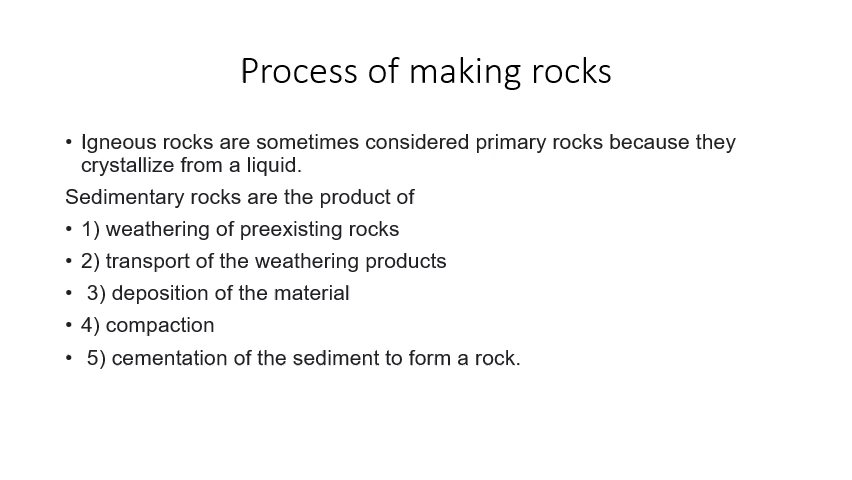 Process of making rocks
• Igneous rocks are sometimes considered primary rocks because they
crystallize from a liquid.
Sedimentary rocks are the product of
• 1) weathering of preexisting rocks
• 2) transport of the weathering products
•  3) deposition of the material
• 4) compaction
•  5) cementation of the sediment to form a rock.